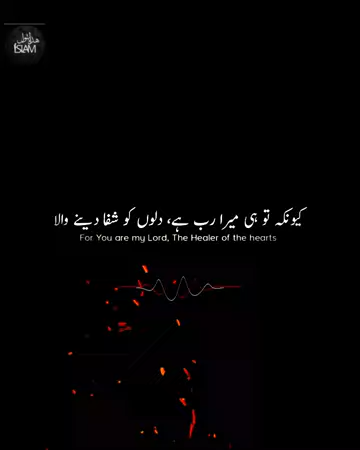 ISLAM
کیونکہ تو ہی میرا رب ہے، دلوں کو شفا دینے والا
For You are my Lord, The Healer of the hearts